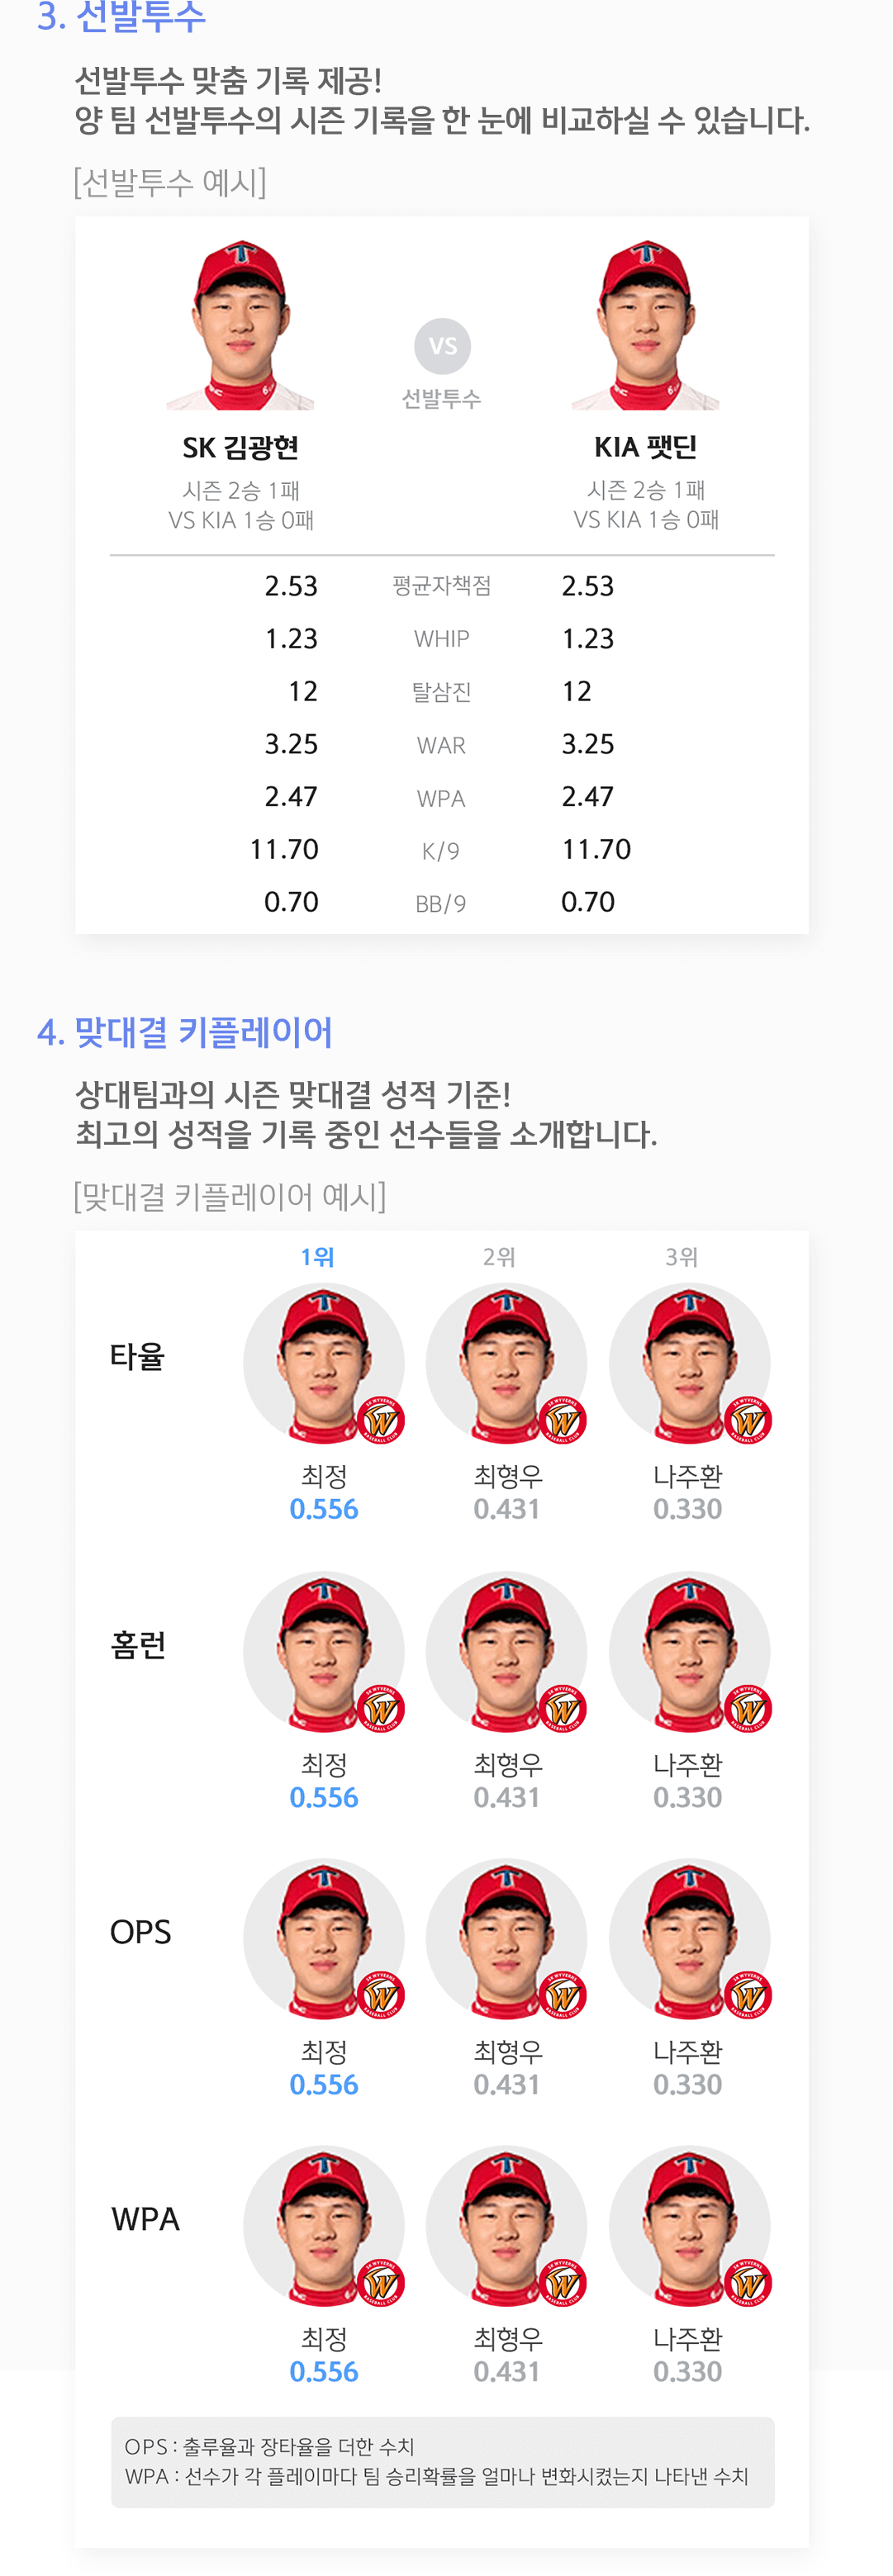 3. 선발투수
선발투수 맞춤 기록 제공!
양 팀 선발투수의 시즌 기록을 한 눈에 비교하실 수 있습니다.
[선발투수 예시]
VS
선발투수
SK 김광현 KIA 팻딘
시즌 2승 1패 시즌 2승 1패
VS KIA 1승 0패 VS KIA 1승 0패
2.53 평균자책점 2.53
1.23 WHIP 1.23
12 탈삼진 12
3.25 WAR 3.25
2.47 WPA 2.47
11.70 K/9 11.70
0.70 BB/9 0.70
4. 맞대결 키플레이어
상대팀과의 시즌 맞대결 성적 기준!
최고의 성적을 기록 중인 선수들을 소개합니다.
[맞대결 키플레이어 예시]
1위 2위 3위
타율
최정 최형우 나주환
0.556 0.431 0.330
홈런
최정 최형우 나주환
0.556 0.431 0.330
OPS
최정 최형우 나주환
0.556 0.431 0.330
WPA
최정 최형우 나주환
0.556 0.431 0.330
OPS : 출루율과 장타율을 더한 수치
WPA : 선수가 각 플레이마다 팀 승리확률을 얼마나 변화시켰는지 나타낸 수치